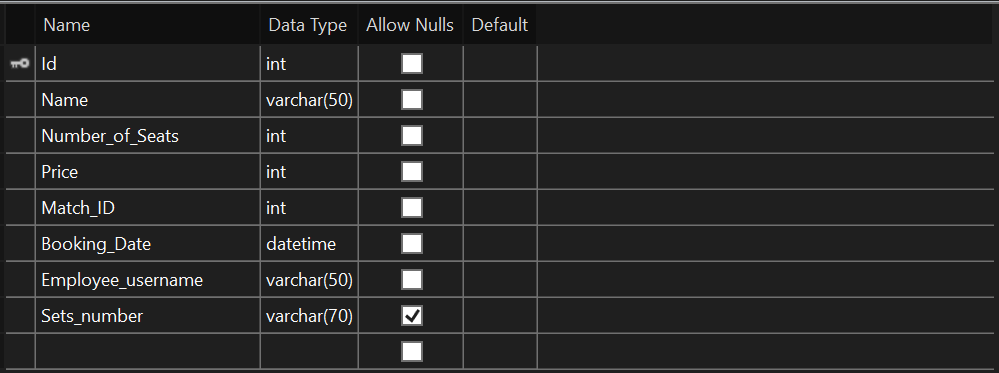 Name Data Type Allow Nulls Default
Id int
Name varchar(50)
Number_of_Seats int
Price int
Match_ID int
Booking_Date datetime
Employee_username varchar(50)
Sets_number varchar(70)